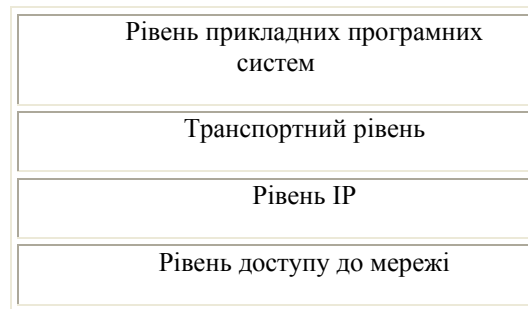 Рівень прикладних програмних
систем
Транспортний рівень
Рівень IP
Рівень доступу до мережі